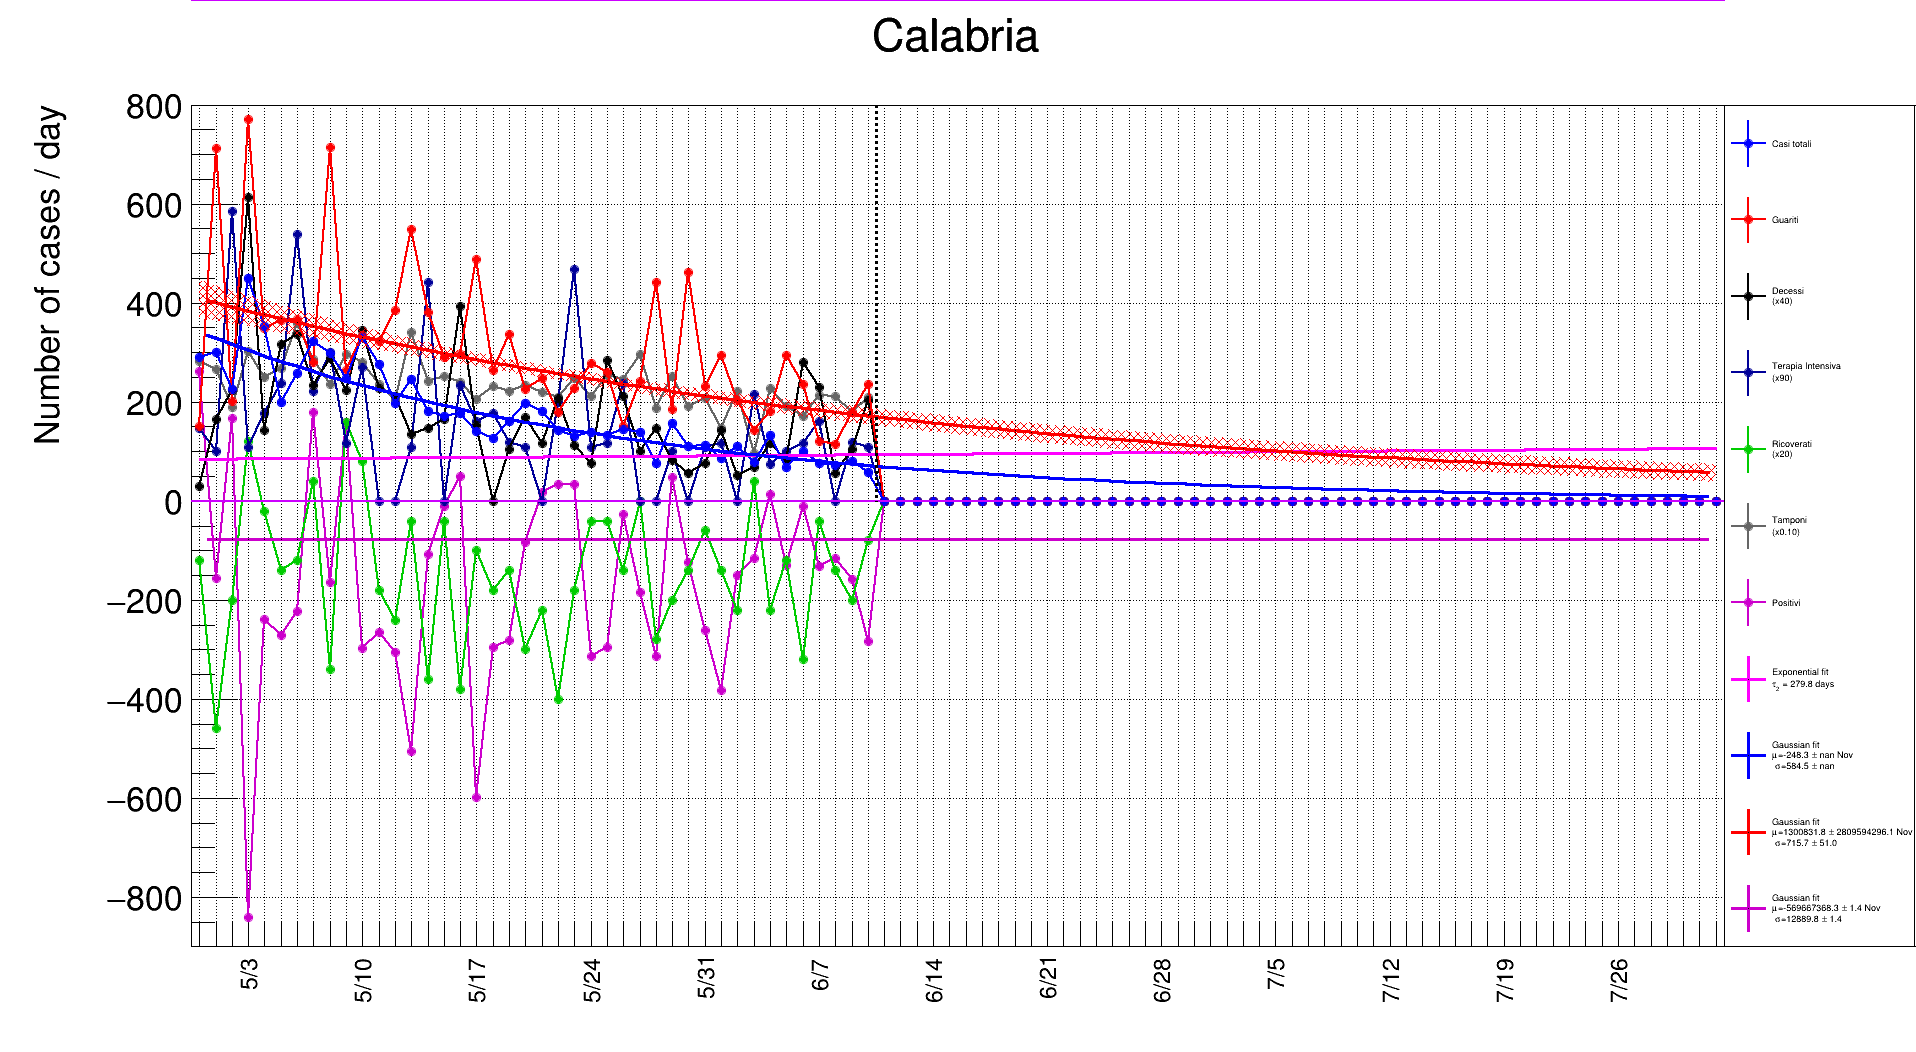 Calabria
Number of cases / day
800
600
400
200
0
−200
−400
−600
−800
5/3
5/10
5/17
5/24
5/31
6/7
6/14
6/21
6/28
7/5
7/12
7/19
7/26
Casi totali
Guariti
Decessi
(x40)
Terapia Intensiva
(x90)
Ricoverati
(x20)
Tamponi
(x0.10)
Positivi
Exponential fit
τ2 = 279.8 days
Gaussian fit
μ=-248.3 ± nan Nov
σ=584.5 ± nan
Gaussian fit
μ=1300831.8 ± 2809594296.1 Nov
σ=715.7 ± 51.0
Gaussian fit
μ=-569667368.3 ± 1.4 Nov
σ=12889.8 ± 1.4